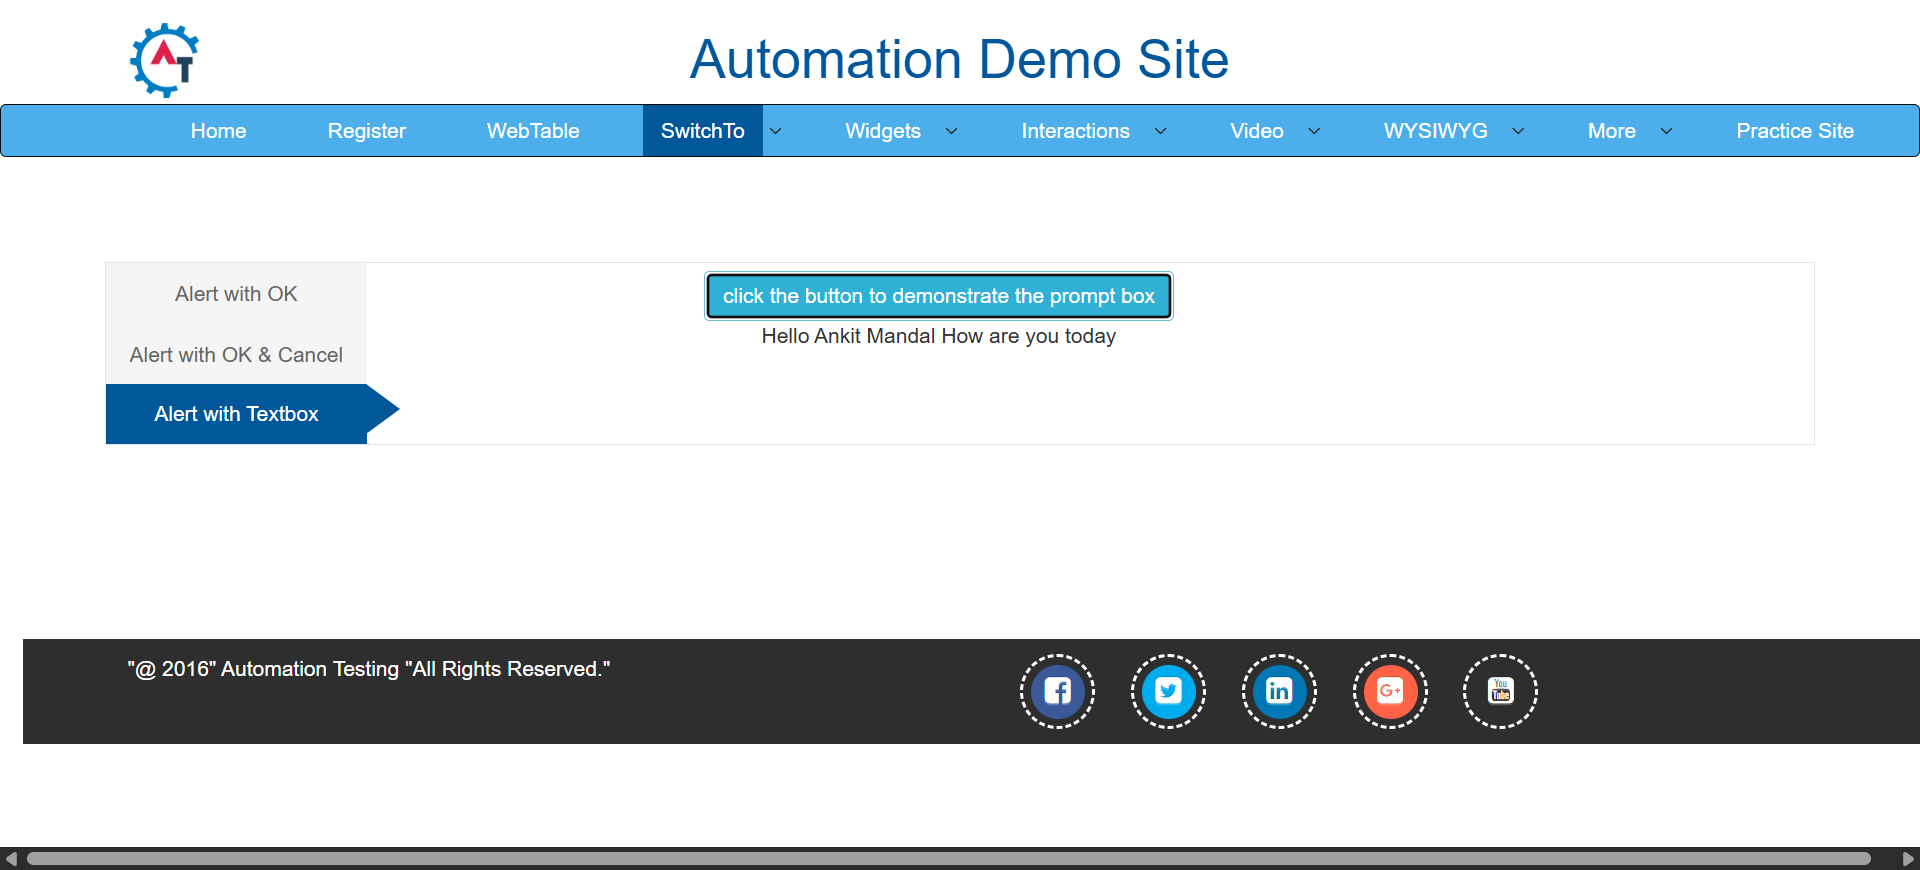 AT
Automation Demo Site
Home Register WebTable SwitchTo Widgets Interactions Video WYSIWYG More Practice Site
Alert with OK
Alert with OK & Cancel
Alert with Textbox
click the button to demonstrate the prompt box
Hello Ankit Mandal How are you today
"@ 2016" Automation Testing "All Rights Reserved."
f in G+ You Tube